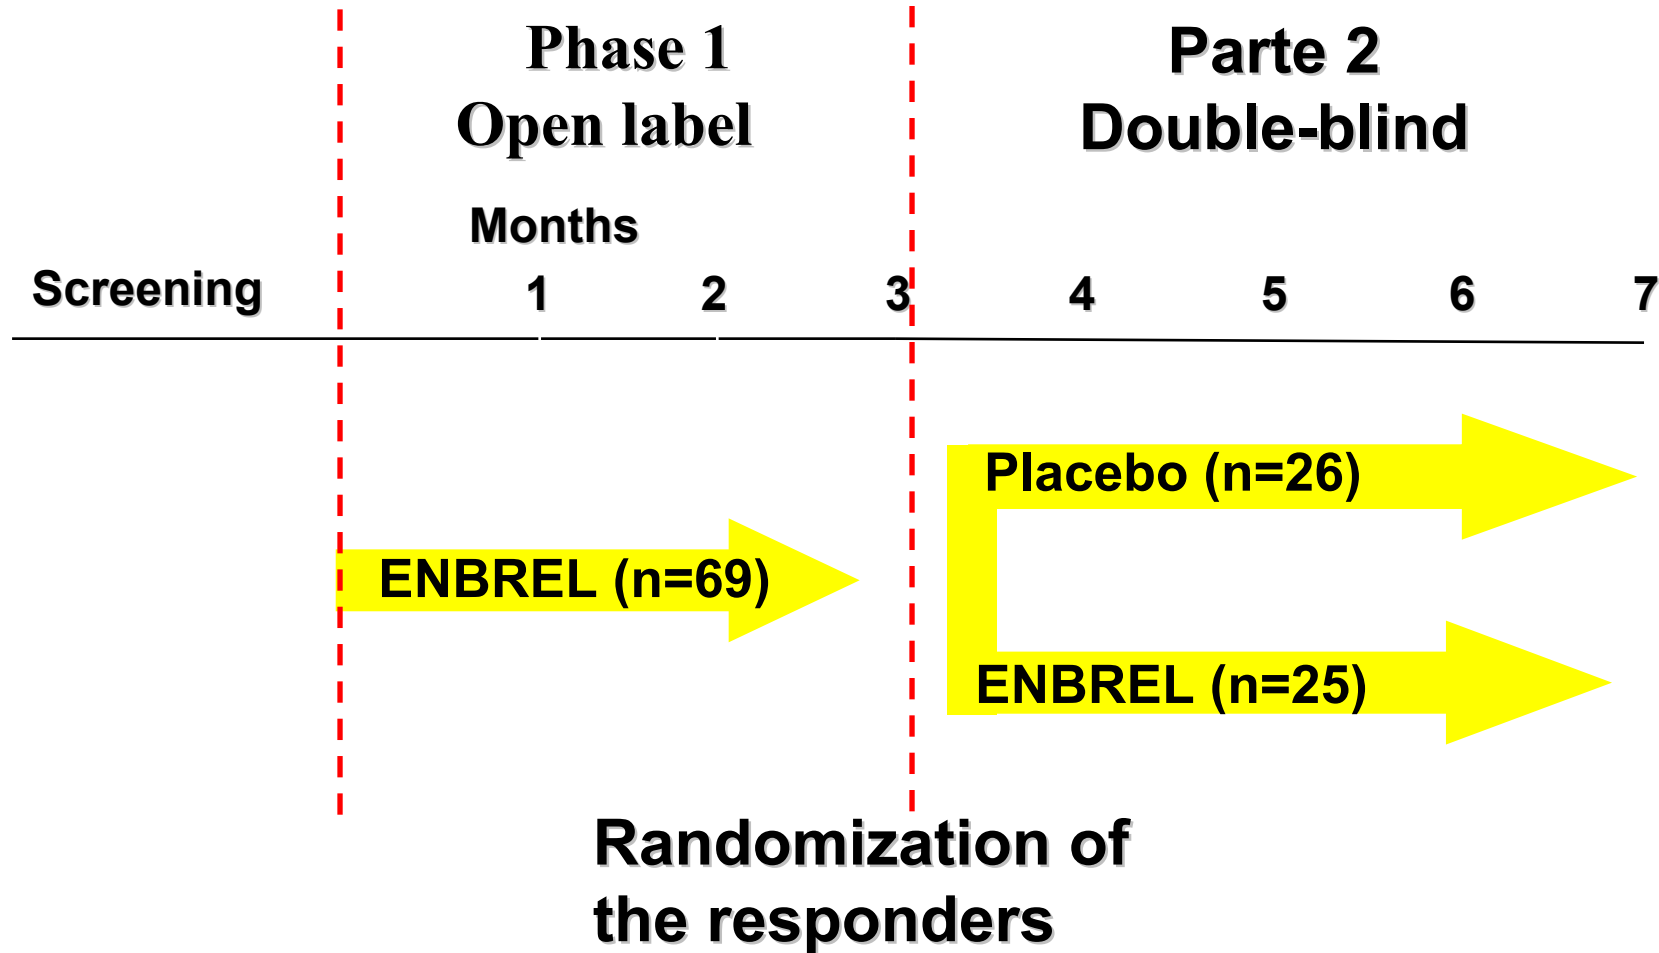 Phase 1
Open label
Parte 2
Double-blind
Months
Screening 1 2 3 4 5 6 7
Placebo (n=26)
ENBREL (n=69)
ENBREL (n=25)
Randomization of
the responders